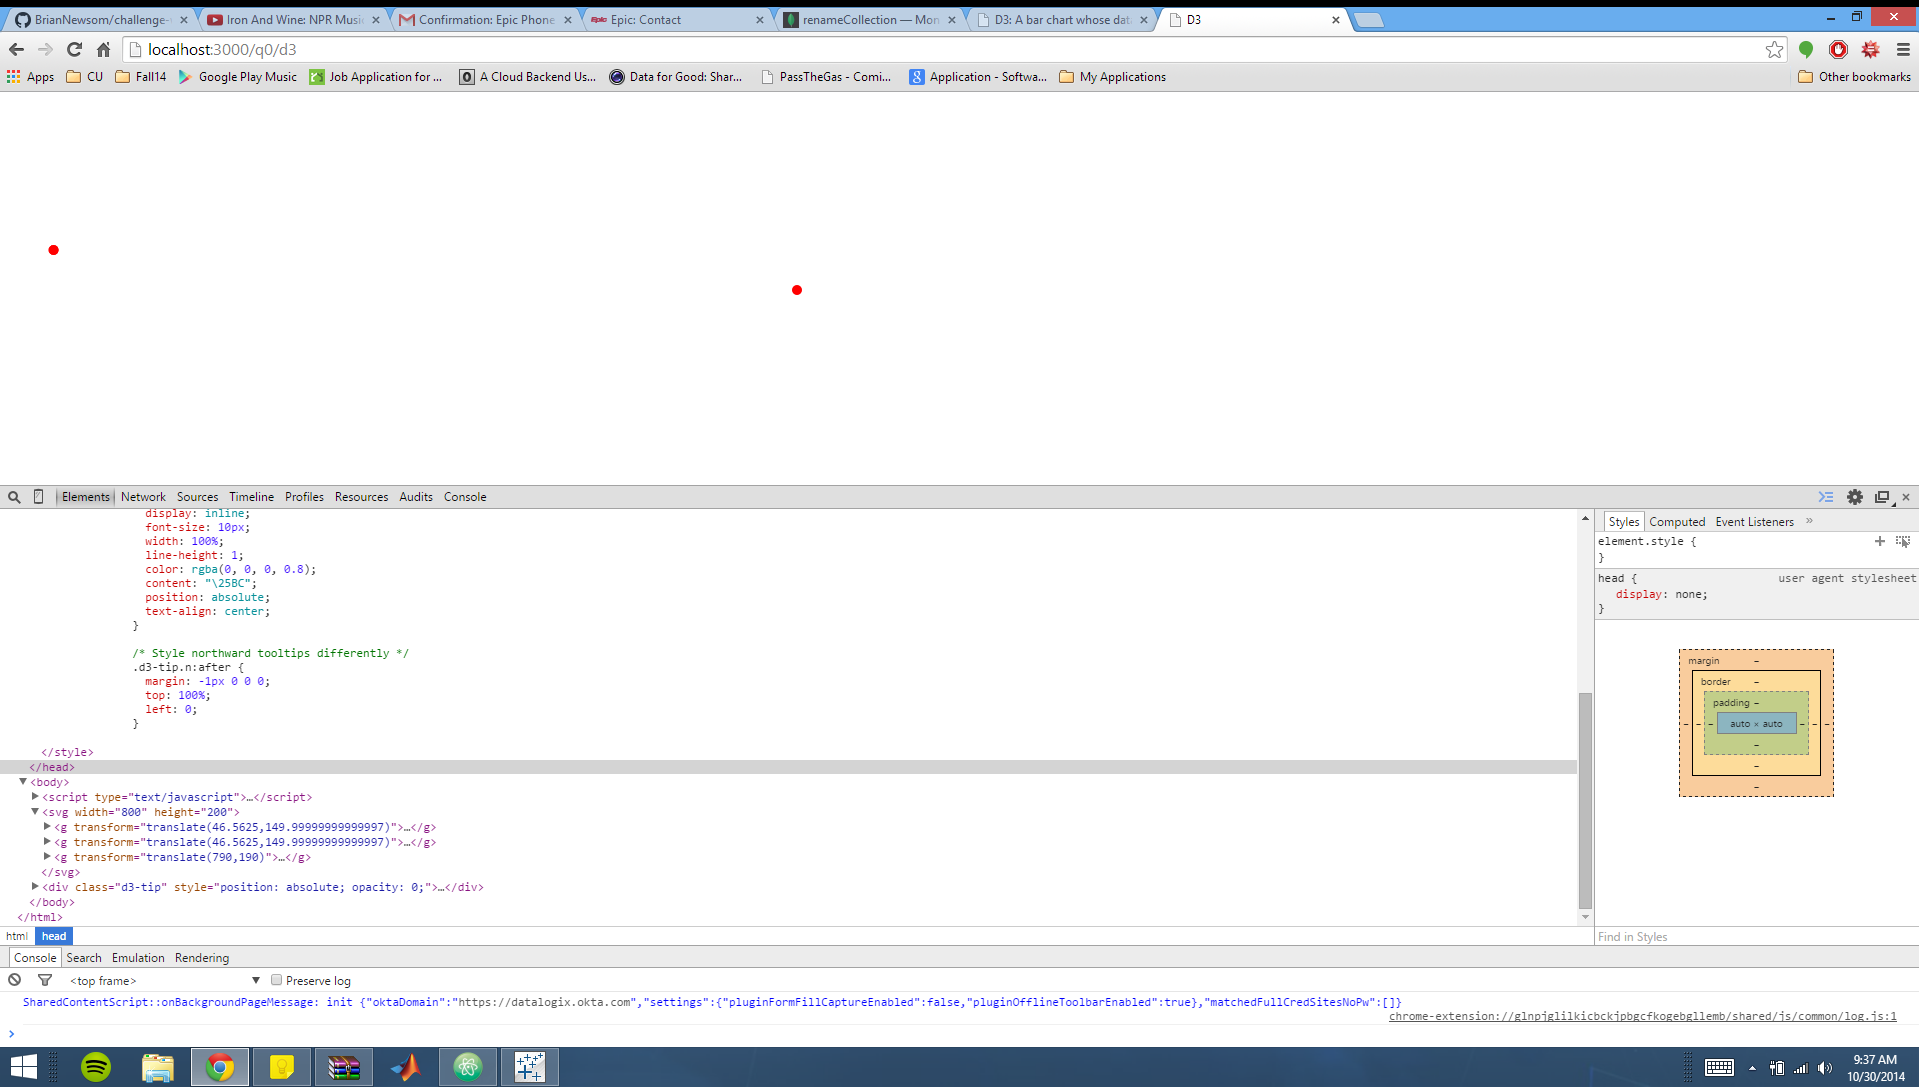 BrianNewsom/challenge-
Iron And Wine: NPR Music
Confirmation: Epic Phone
Epic: Contact
renameCollection — Mon
D3: A bar chart whose dat
D3
localhost:3000/q0/d3
Apps CU Fall14 Google Play Music Job Application for ... A Cloud Backend Us... Data for Good: Shar... PassTheGas - Comi... Application - Softwa... My Applications Other bookmarks
Elements Network Sources Timeline Profiles Resources Audits Console
display: inline;
font-size: 10px;
width: 100%;
line-height: 1;
color: rgba(0, 0, 0, 0.8);
content: "\25BC";
position: absolute;
text-align: center;
}
/* Style northward tooltips differently */
.d3-tip.n:after {
margin: -1px 0 0 0;
top: 100%;
left: 0;
}
</style>
</head>
<body>
<script type="text/javascript">…</script>
<svg width="800" height="200">
<g transform="translate(46.5625,149.99999999999997)">…</g>
<g transform="translate(46.5625,149.99999999999997)">…</g>
<g transform="translate(790,190)">…</g>
</svg>
<div class="d3-tip" style="position: absolute; opacity: 0;">…</div>
</body>
</html>
html head
Styles Computed Event Listeners »
element.style {
}
head { user agent stylesheet
display: none;
}
margin –
border –
padding –
– – – auto × auto – – –
–
–
–
Find in Styles
Console Search Emulation Rendering
<top frame> Preserve log
SharedContentScript::onBackgroundPageMessage: init {"oktaDomain":"https://datalogix.okta.com","settings":{"pluginFormFillCaptureEnabled":false,"pluginOfflineToolbarEnabled":true},"matchedFullCredSitesNoPw":[]}
chrome-extension://glnpjglilkicbckjpbgcfkogebgllemb/shared/js/common/log.js:1
9:37 AM
10/30/2014